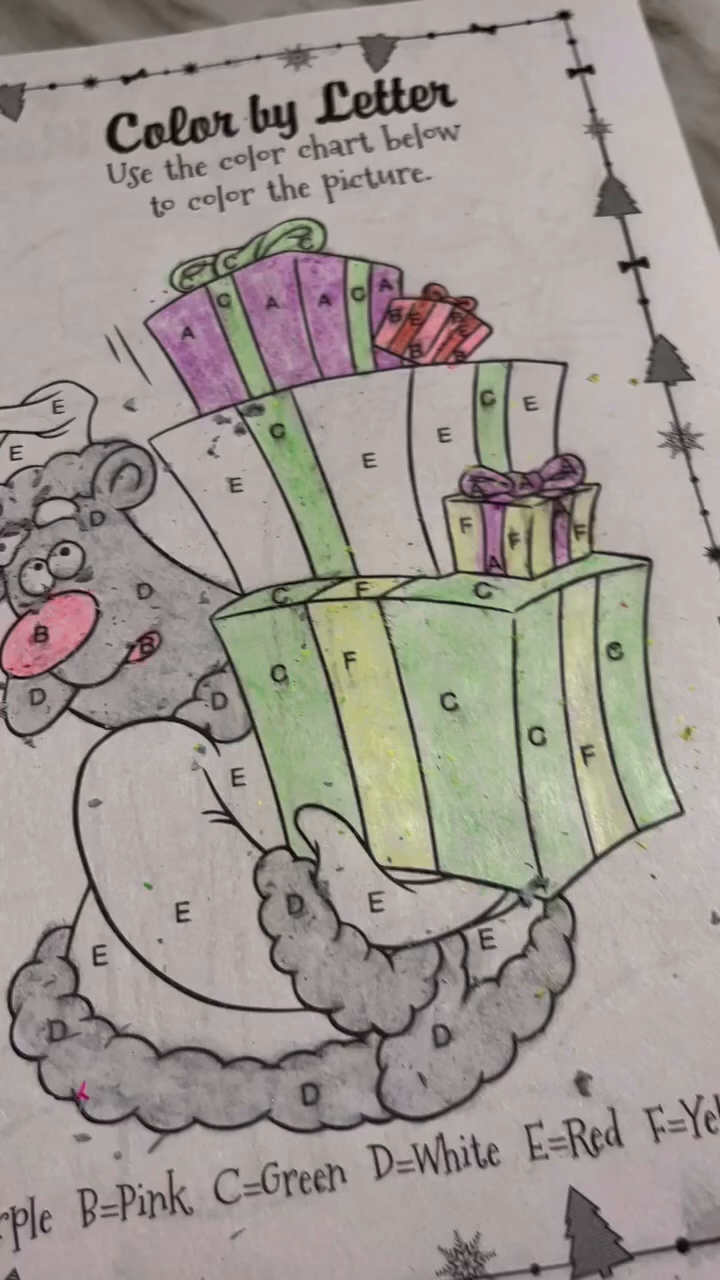 Color by Letter
Use the color chart below
to color the picture.
C C C
A C A A C A
B E B E
B B
E
E
C E
C E
E E
A A A
D
F F F
A
D
C F C
B B
C F C
D D
C C F
E
E E E
D
E
D D
D
B=Pink C=Green D=White E=Red